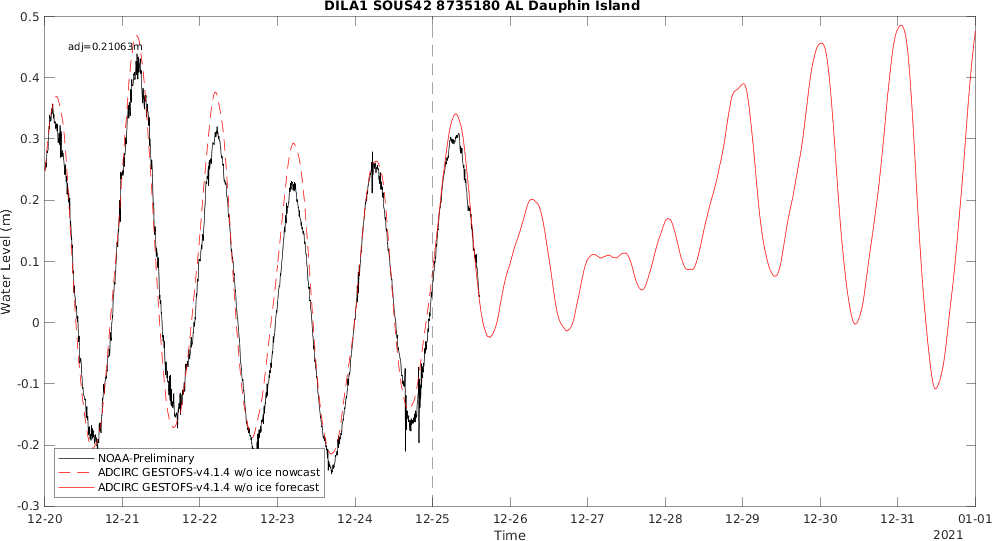 DILA1 SOUS42 8735180 AL Dauphin Island
adj=0.21063m
Water Level (m)
0.5
0.4
0.3
0.2
0.1
0
-0.1
-0.2
-0.3
NOAA-Preliminary
ADCIRC GESTOFS-v4.1.4 w/o ice nowcast
ADCIRC GESTOFS-v4.1.4 w/o ice forecast
12-20 12-21 12-22 12-23 12-24 12-25 12-26 12-27 12-28 12-29 12-30 12-31 01-01
Time
2021